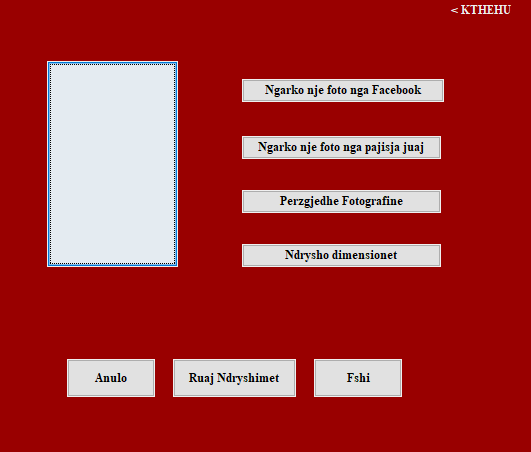 < KTHEHU
Ngarko nje foto nga Facebook
Ngarko nje foto nga pajisja juaj
Perzgjedhe Fotografine
Ndrysho dimensionet
Anulo
Ruaj Ndryshimet
Fshi